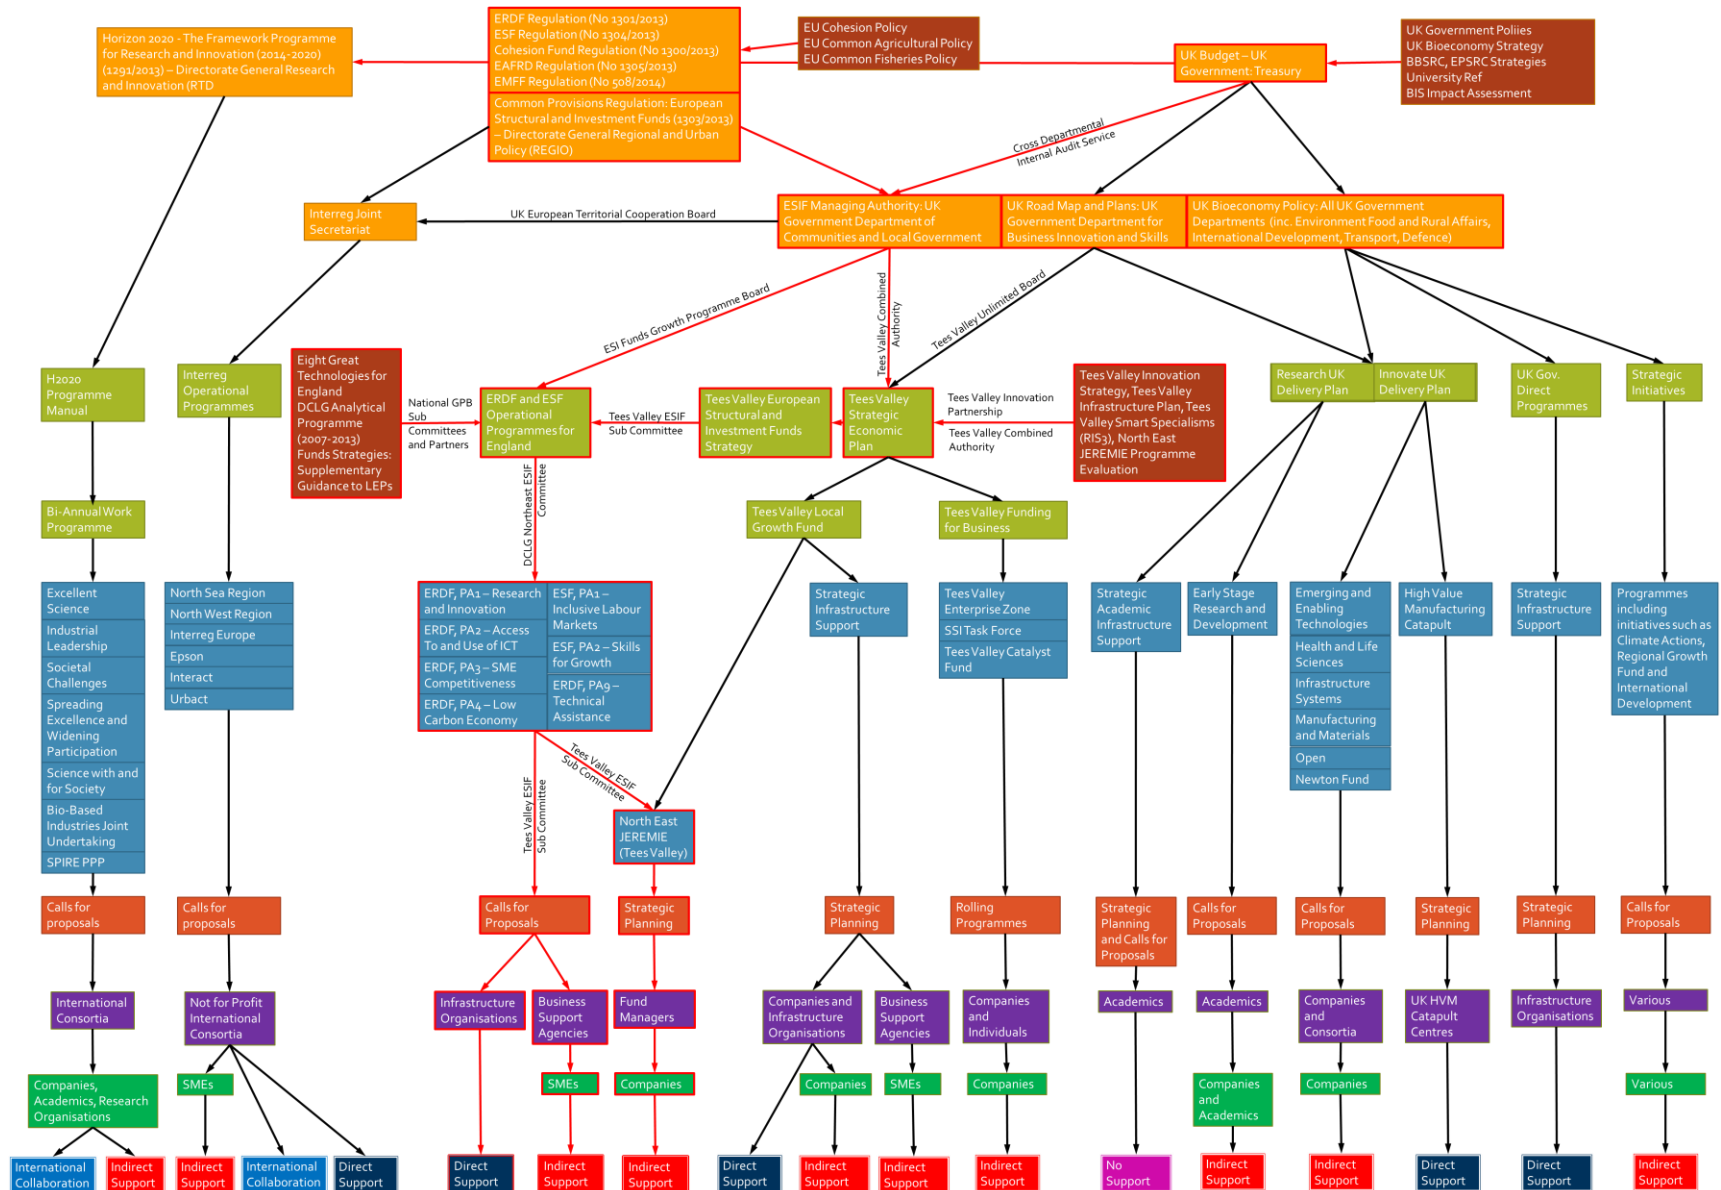 ERDF Regulation (No 1301/2013)
ESF Regulation (No 1304/2013)
Cohesion Fund Regulation (No 1300/2013)
EAFRD Regulation (No 1305/2013)
EMFF Regulation (No 508/2014)
Common Provisions Regulation: European
Structural and Investment Funds (1303/2013)
– Directorate General Regional and Urban
Policy (REGIO)
Horizon 2020 - The Framework Programme
for Research and Innovation (2014-2020)
(1291/2013) – Directorate General Research
and Innovation (RTD
EU Cohesion Policy
EU Common Agricultural Policy
EU Common Fisheries Policy
UK Budget – UK
Government: Treasury
UK Government Poliies
UK Bioeconomy Strategy
BBSRC, EPSRC Strategies
University Ref
BIS Impact Assessment
Cross Departmental
Internal Audit Service
Interreg Joint
Secretariat
UK European Territorial Cooperation Board
ESIF Managing Authority: UK
Government Department of
Communities and Local Government
UK Road Map and Plans: UK
Government Department for
Business Innovation and Skills
UK Bioeconomy Policy: All UK Government
Departments (inc. Environment Food and Rural Affairs,
International Development, Transport, Defence)
ESI Funds Growth Programme Board
Tees Valley Combined
Authority
Tees Valley Unlimited Board
H2020
Programme
Manual
Interreg
Operational
Programmes
Eight Great
Technologies for
England
DCLG Analytical
Programme
(2007-2013)
Funds Strategies:
Supplementary
Guidance to LEPs
National GPB
Sub
Committees
and Partners
ERDF and ESF
Operational
Programmes for
England
Tees Valley ESIF
Sub Committee
Tees Valley European
Structural and
Investment Funds
Strategy
Tees Valley
Strategic
Economic
Plan
Tees Valley Innovation
Partnership
Tees Valley Combined
Authority
Tees Valley Innovation
Strategy, Tees Valley
Infrastructure Plan, Tees
Valley Smart Specialisms
(RIS3), North East
JEREMIE Programme
Evaluation
Research UK
Delivery Plan
Innovate UK
Delivery Plan
UK Gov.
Direct
Programmes
Strategic
Initiatives
Bi-Annual Work
Programme
DCLG Northeast ESIF
Committee
Tees Valley Local
Growth Fund
Tees Valley Funding
for Business
Excellent
Science
Industrial
Leadership
Societal
Challenges
Spreading
Excellence and
Widening
Participation
Science with and
for Society
Bio-Based
Industries Joint
Undertaking
SPIRE PPP
North Sea Region
North West Region
Interreg Europe
Epson
Interact
Urbact
ERDF, PA1 – Research
and Innovation
ERDF, PA2 – Access
To and Use of ICT
ERDF, PA3 – SME
Competitiveness
ERDF, PA4 – Low
Carbon Economy
ESF, PA1 –
Inclusive Labour
Markets
ESF, PA2 – Skills
for Growth
ERDF, PA9 –
Technical
Assistance
Strategic
Infrastructure
Support
Tees Valley
Enterprise Zone
SSI Task Force
Tees Valley Catalyst
Fund
Strategic
Academic
Infrastructure
Support
Early Stage
Research and
Development
Emerging and
Enabling
Technologies
Health and Life
Sciences
Infrastructure
Systems
Manufacturing
and Materials
Open
Newton Fund
High Value
Manufacturing
Catapult
Strategic
Infrastructure
Support
Programmes
including
initiatives such as
Climate Actions,
Regional Growth
Fund and
International
Development
Tees Valley ESIF
Sub Committee
Tees Valley ESIF
Sub Committee
North East
JEREMIE
(Tees Valley)
Calls for
proposals
Calls for
proposals
Calls for
Proposals
Strategic
Planning
Strategic
Planning
Rolling
Programmes
Strategic
Planning
and Calls for
Proposals
Calls for
Proposals
Calls for
Proposals
Strategic
Planning
Strategic
Planning
Calls for
Proposals
International
Consortia
Not for Profit
International
Consortia
Infrastructure
Organisations
Business
Support
Agencies
Fund
Managers
Companies and
Infrastructure
Organisations
Business
Support
Agencies
Companies
and
Individuals
Academics
Academics
Companies
and
Consortia
UK HVM
Catapult
Centres
Infrastructure
Organisations
Various
Companies,
Academics, Research
Organisations
SMEs
SMEs
Companies
Companies
SMEs
Companies
Companies
and
Academics
Companies
Various
International
Collaboration
Indirect
Support
Indirect
Support
International
Collaboration
Direct
Support
Direct
Support
Indirect
Support
Indirect
Support
Direct
Support
Indirect
Support
Indirect
Support
Indirect
Support
No
Support
Indirect
Support
Indirect
Support
Direct
Support
Direct
Support
Indirect
Support